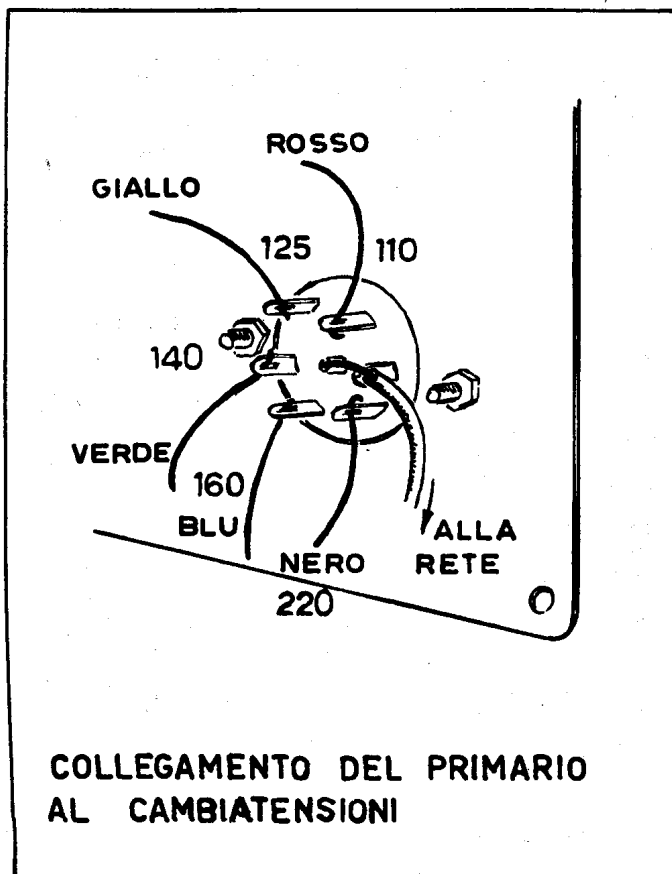 ROSSO
GIALLO
125
110
140
VERDE
160
BLU
NERO
220
ALLA
RETE
COLLEGAMENTO DEL PRIMARIO
AL CAMBIATENSIONI